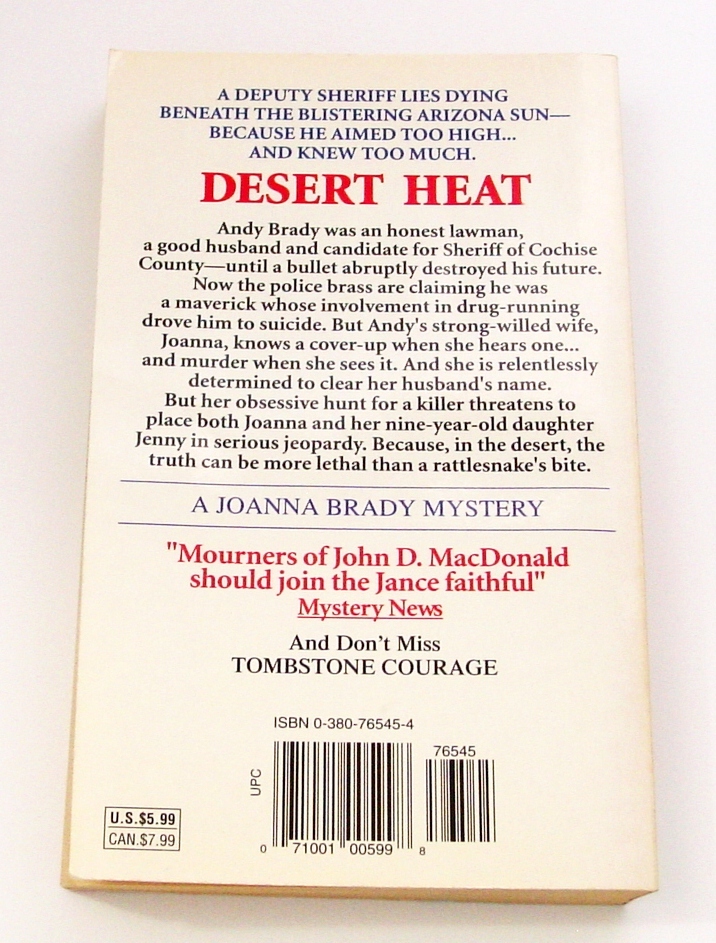 A DEPUTY SHERIFF LIES DYING
BENEATH THE BLISTERING ARIZONA SUN—
BECAUSE HE AIMED TOO HIGH...
AND KNEW TOO MUCH.
DESERT HEAT
Andy Brady was an honest lawman,
a good husband and candidate for Sheriff of Cochise
County—until a bullet abruptly destroyed his future.
Now the police brass are claiming he was
a maverick whose involvement in drug-running
drove him to suicide. But Andy's strong-willed wife,
Joanna, knows a cover-up when she hears one...
and murder when she sees it. And she is relentlessly
determined to clear her husband's name.
But her obsessive hunt for a killer threatens to
place both Joanna and her nine-year-old daughter
Jenny in serious jeopardy. Because, in the desert, the
truth can be more lethal than a rattlesnake's bite.
A JOANNA BRADY MYSTERY
"Mourners of John D. MacDonald
should join the Jance faithful"
Mystery News
And Don't Miss
TOMBSTONE COURAGE
ISBN 0-380-76545-4
76545
UPC
U.S.$5.99
CAN.$7.99
0 71001 00599 8